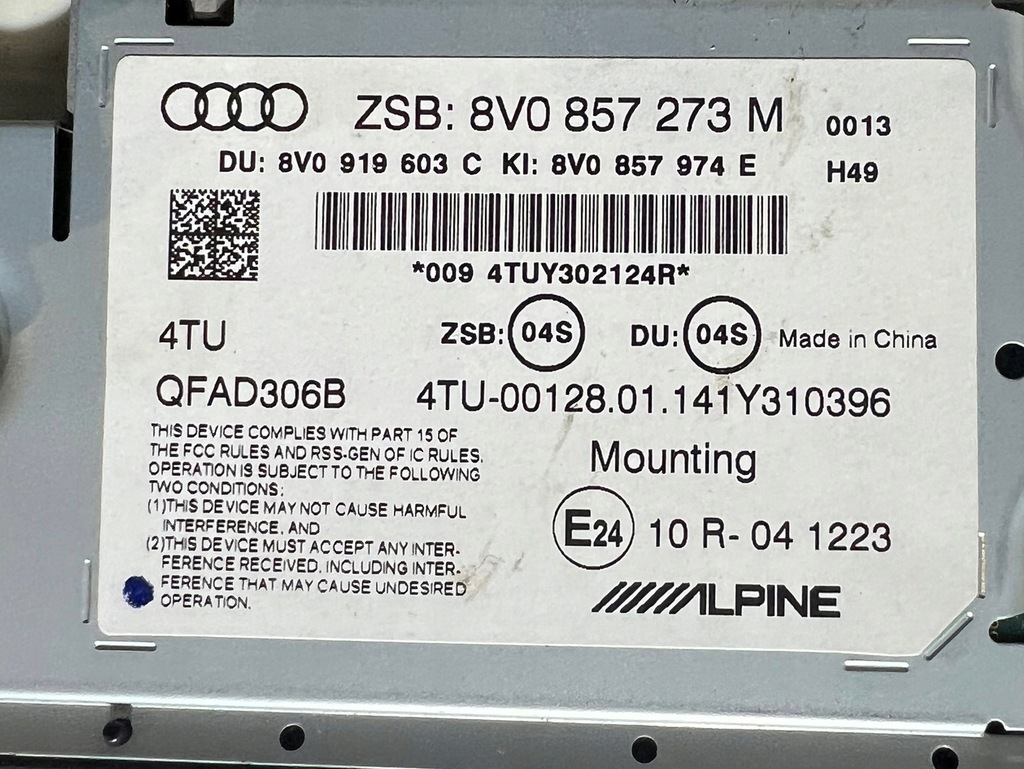 ZSB: 8V0 857 273 M 0013
DU: 8V0 919 603 C KI: 8V0 857 974 E H49
*009 4TUY302124R*
4TU ZSB: 04S DU: 04S Made in China
QFAD306B 4TU-00128.01.141Y310396
THIS DEVICE COMPLIES WITH PART 15 OF
THE FCC RULES AND RSS-GEN OF IC RULES.
OPERATION IS SUBJECT TO THE FOLLOWING
TWO CONDITIONS:
(1)THIS DEVICE MAY NOT CAUSE HARMFUL
INTERFERENCE, AND
(2)THIS DEVICE MUST ACCEPT ANY INTER-
FERENCE RECEIVED, INCLUDING INTER-
FERENCE THAT MAY CAUSE UNDESIRED
OPERATION.
Mounting
E24 10 R- 04 1223
ALPINE